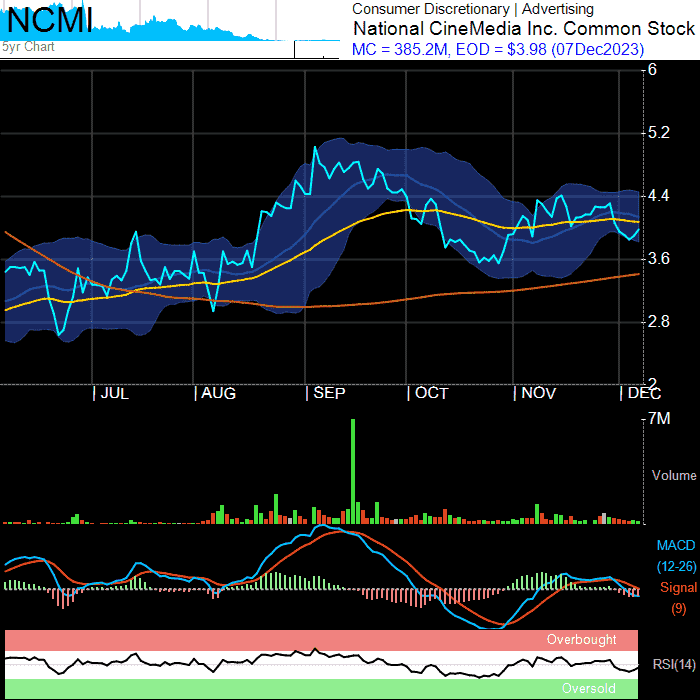 NCMI
5yr Chart
Consumer Discretionary | Advertising
National CineMedia Inc. Common Stock
MC = 385.2M, EOD = $3.98 (07Dec2023)
6
5.2
4.4
3.6
2.8
2
| JUL | AUG | SEP | OCT | NOV | DEC
7M
Volume
MACD
(12-26)
Signal
(9)
Overbought
RSI(14)
Oversold